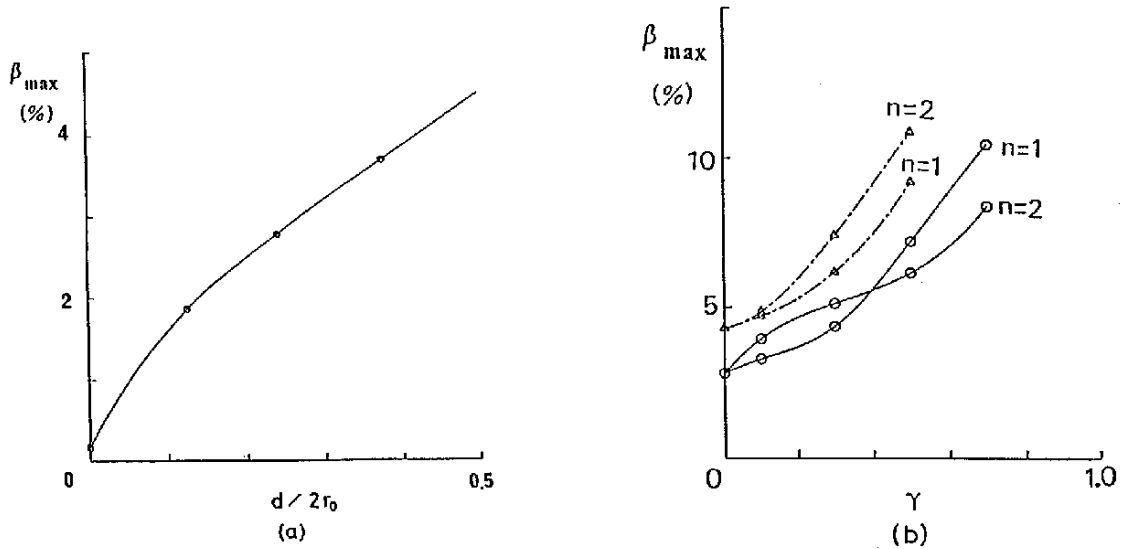 β max
(%)
4
2
0
0.5
d / 2r₀
(a)
β max
(%)
10
5
0
1.0
n=2
n=1
n=1
n=2
γ
(b)